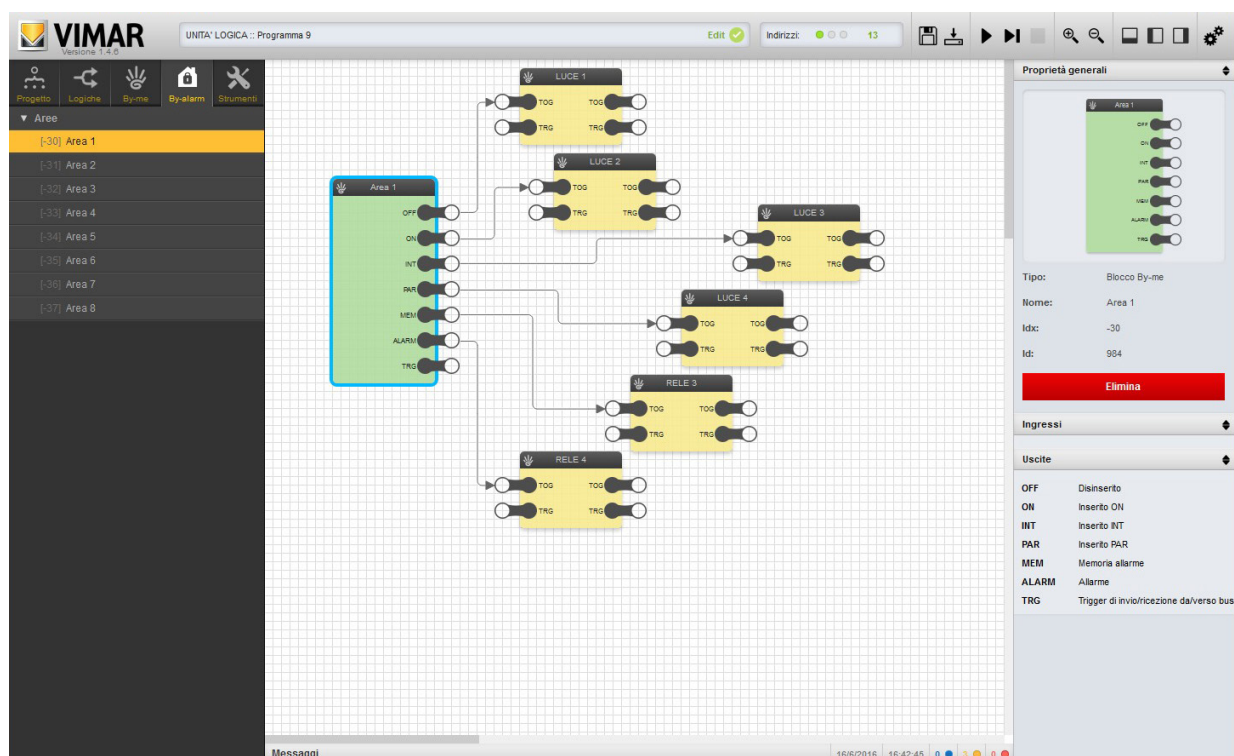 VIMAR
Versione 1.4.6
UNITA' LOGICA :: Programma 9
Edit
Indirizzi:
13
Progetto
Logiche
By-me
By-alarm
Strumenti
Aree
[-30] Area 1
[-31] Area 2
[-32] Area 3
[-33] Area 4
[-34] Area 5
[-35] Area 6
[-36] Area 7
[-37] Area 8
Area 1
OFF
ON
INT
PAR
MEM
ALARM
TRG
LUCE 1
TOG TOG
TRG TRG
LUCE 2
TOG TOG
TRG TRG
LUCE 3
TOG TOG
TRG TRG
LUCE 4
TOG TOG
TRG TRG
RELE 3
TOG TOG
TRG TRG
RELE 4
TOG TOG
TRG TRG
Proprietà generali
Area 1
OFF
ON
INT
PAR
MEM
ALARM
TRG
Tipo: Blocco By-me
Nome: Area 1
Idx: -30
Id: 984
Elimina
Ingressi
Uscite
OFF Disinserito
ON Inserito ON
INT Inserito INT
PAR Inserito PAR
MEM Memoria allarme
ALARM Allarme
TRG Trigger di invio/ricezione da/verso bus
Messaggi
16/6/2016 16:42:45 0 3 0